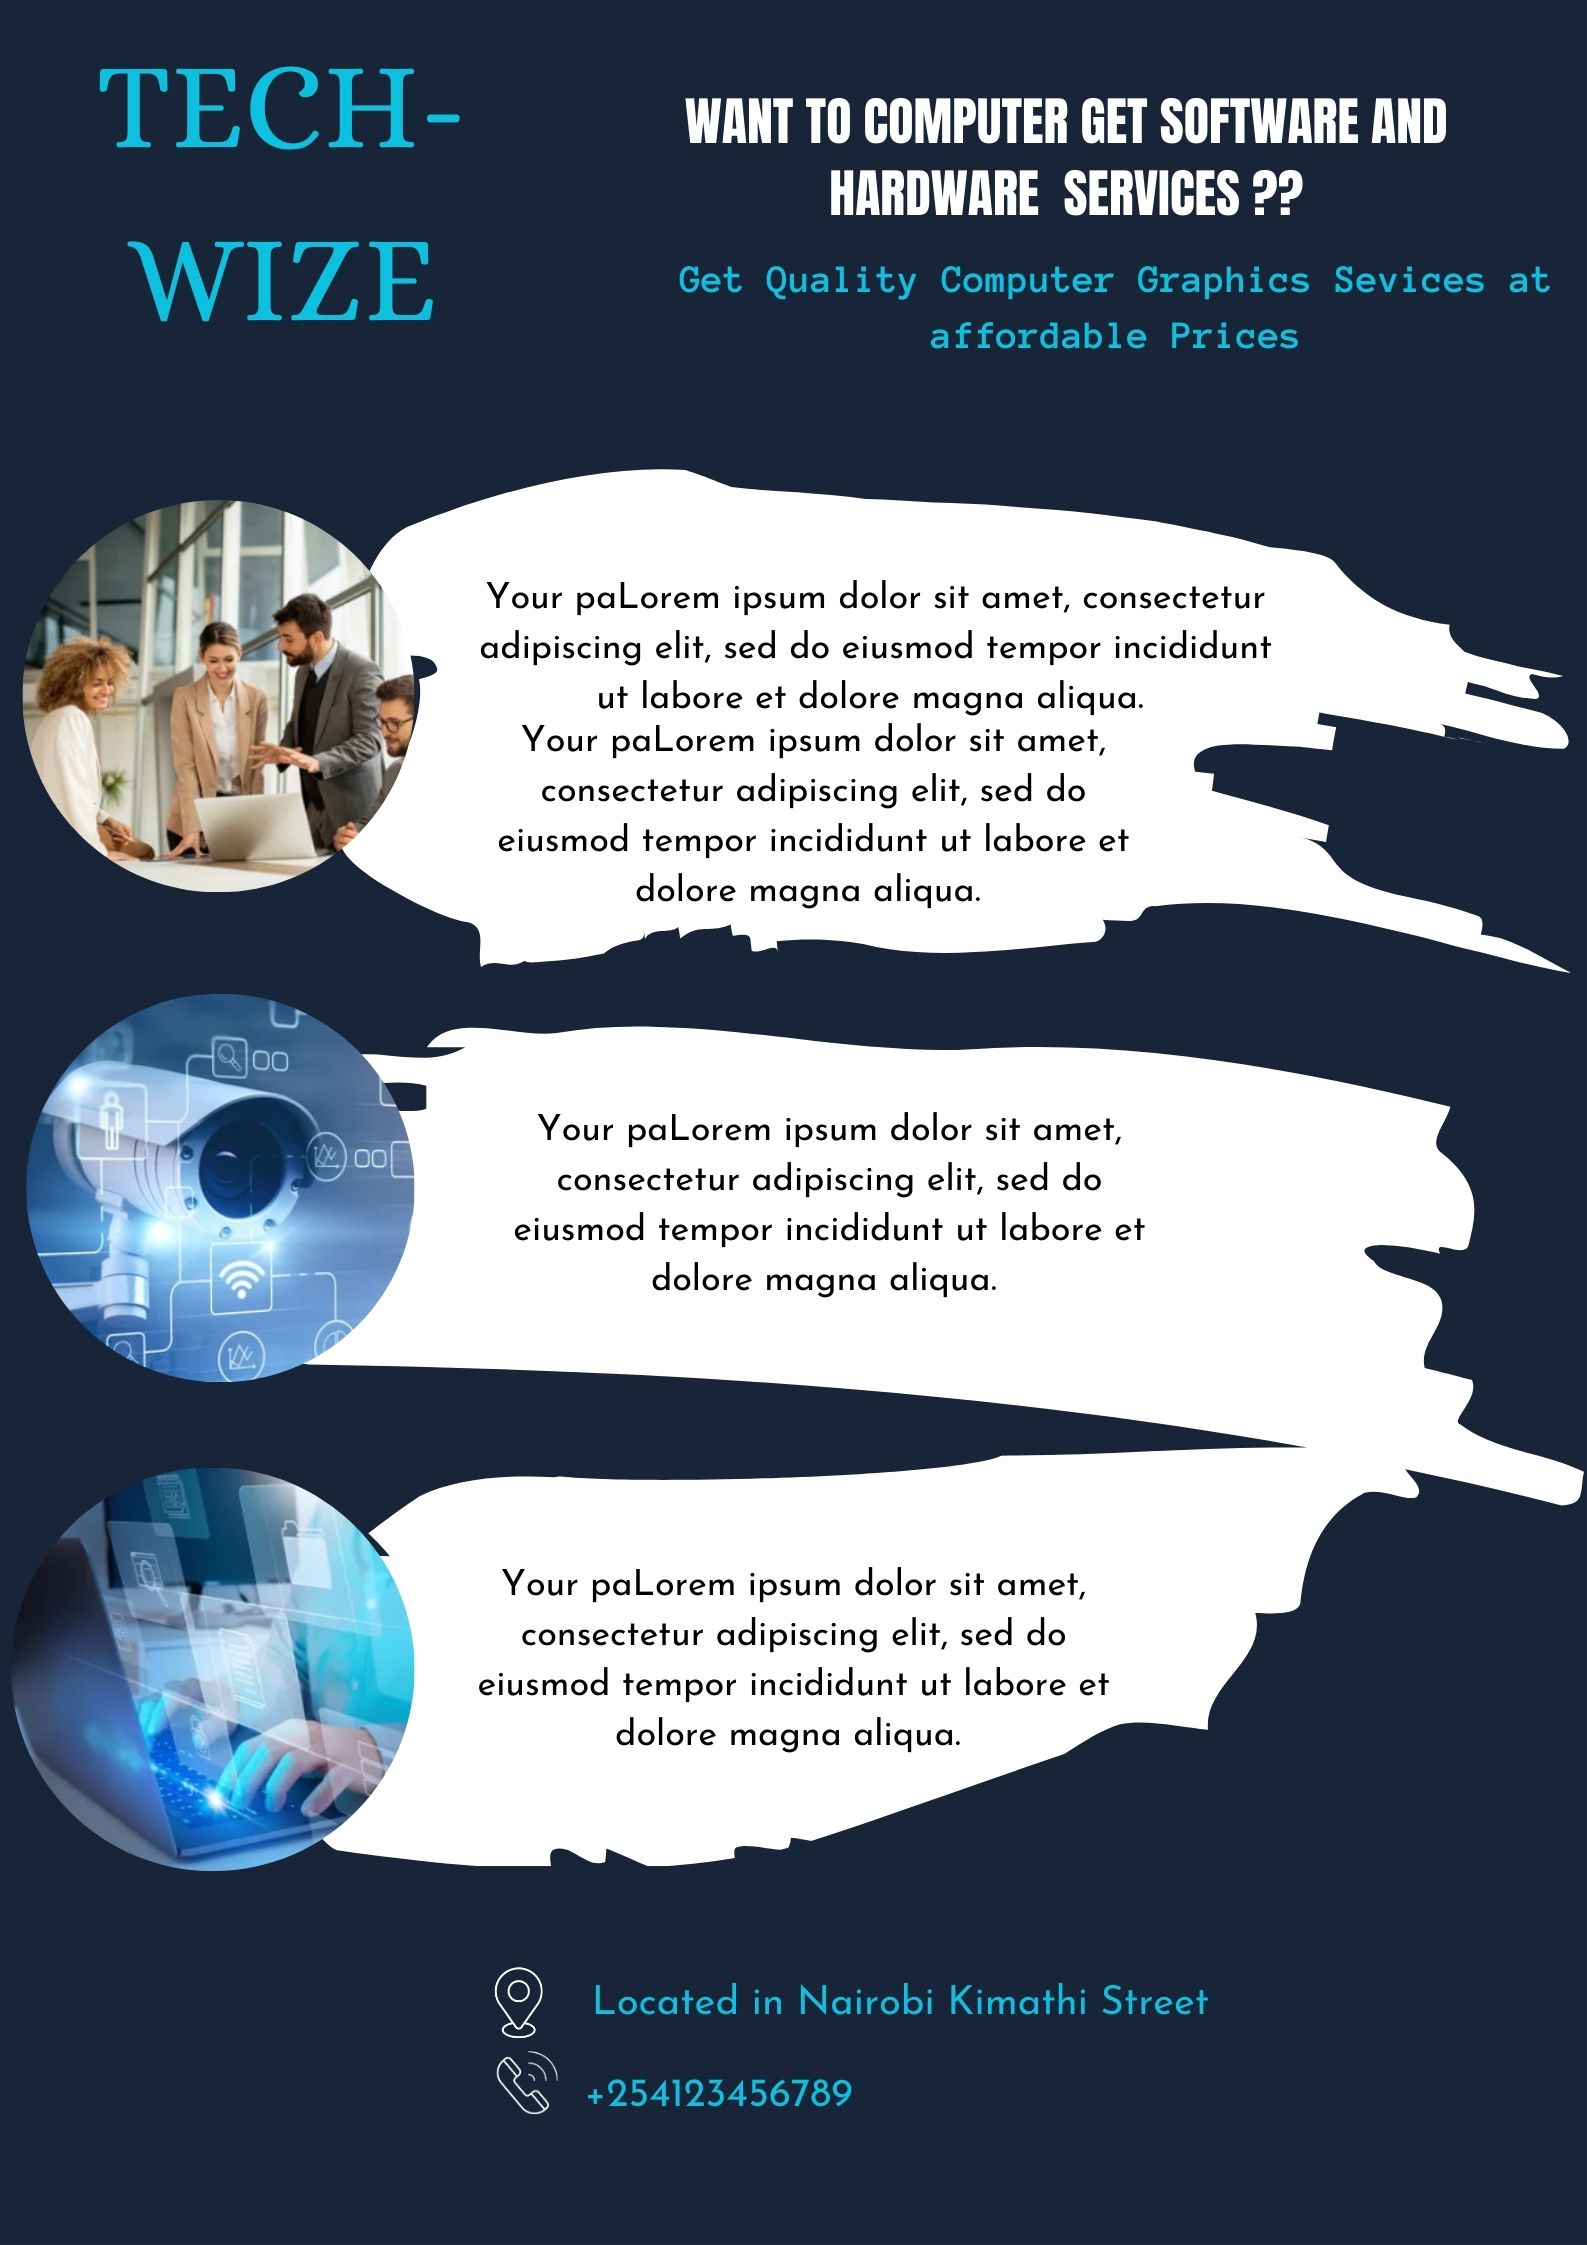 TECH-
WIZE
WANT TO COMPUTER GET SOFTWARE AND
HARDWARE  SERVICES ??
Get Quality Computer Graphics Sevices at
affordable Prices
Your paLorem ipsum dolor sit amet, consectetur
adipiscing elit, sed do eiusmod tempor incididunt
ut labore et dolore magna aliqua.
Your paLorem ipsum dolor sit amet,
consectetur adipiscing elit, sed do
eiusmod tempor incididunt ut labore et
dolore magna aliqua.
Your paLorem ipsum dolor sit amet,
consectetur adipiscing elit, sed do
eiusmod tempor incididunt ut labore et
dolore magna aliqua.
Your paLorem ipsum dolor sit amet,
consectetur adipiscing elit, sed do
eiusmod tempor incididunt ut labore et
dolore magna aliqua.
Located in Nairobi Kimathi Street
+254123456789